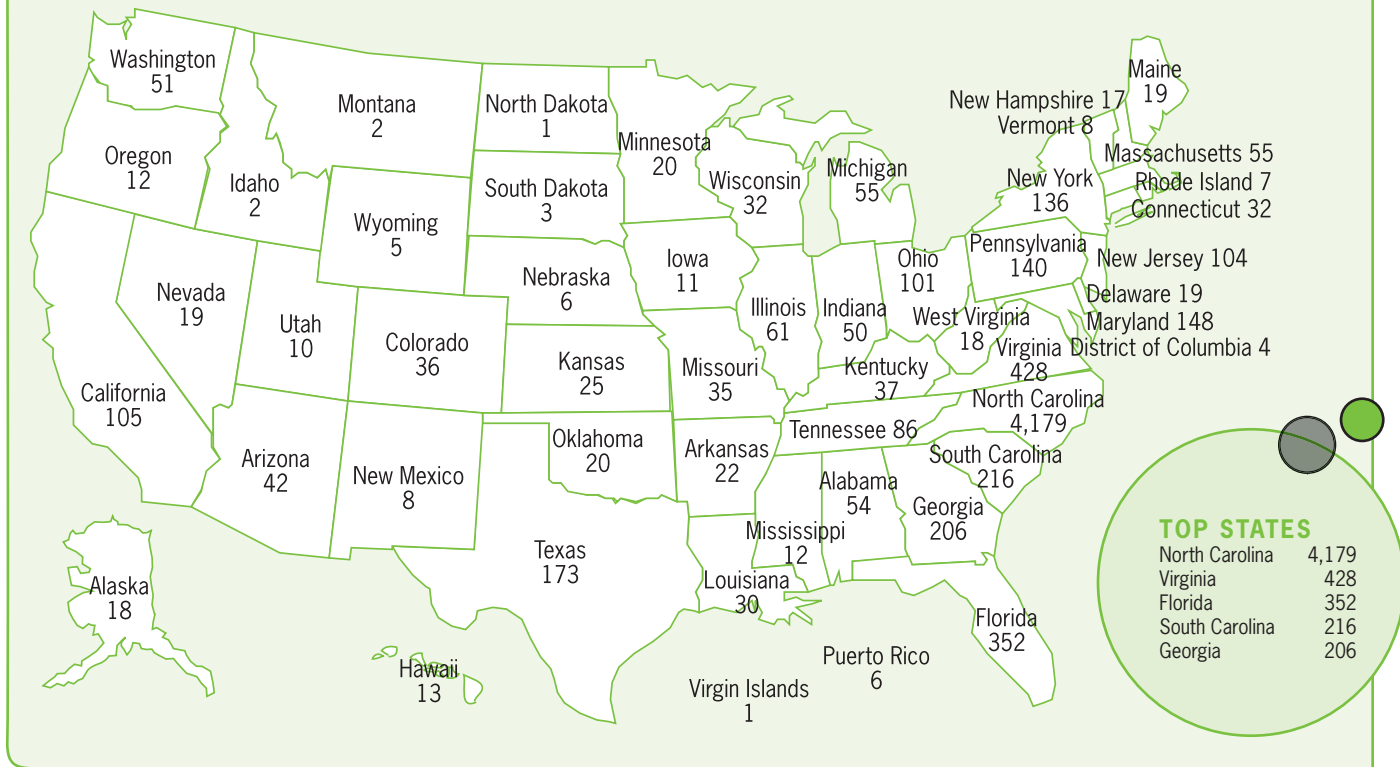 Washington
51
Oregon
12
Idaho
2
Montana
2
North Dakota
1
Minnesota
20
South Dakota
3
Wyoming
5
Wisconsin
32
Michigan
55
Maine
19
New Hampshire 17
Vermont 8
Massachusetts 55
Rhode Island 7
Connecticut 32
New York
136
Pennsylvania
140
New Jersey 104
Delaware 19
Maryland 148
District of Columbia 4
Nevada
19
Utah
10
Colorado
36
Nebraska
6
Iowa
11
Illinois
61
Indiana
50
Ohio
101
West Virginia
18
Virginia
428
California
105
Kansas
25
Missouri
35
Kentucky
37
North Carolina
4,179
Tennessee 86
South Carolina
216
Arizona
42
New Mexico
8
Oklahoma
20
Arkansas
22
Alabama
54
Georgia
206
Mississippi
12
Texas
173
Louisiana
30
Florida
352
Alaska
18
Hawaii
13
Puerto Rico
6
Virgin Islands
1
TOP STATES
North Carolina 4,179
Virginia 428
Florida 352
South Carolina 216
Georgia 206